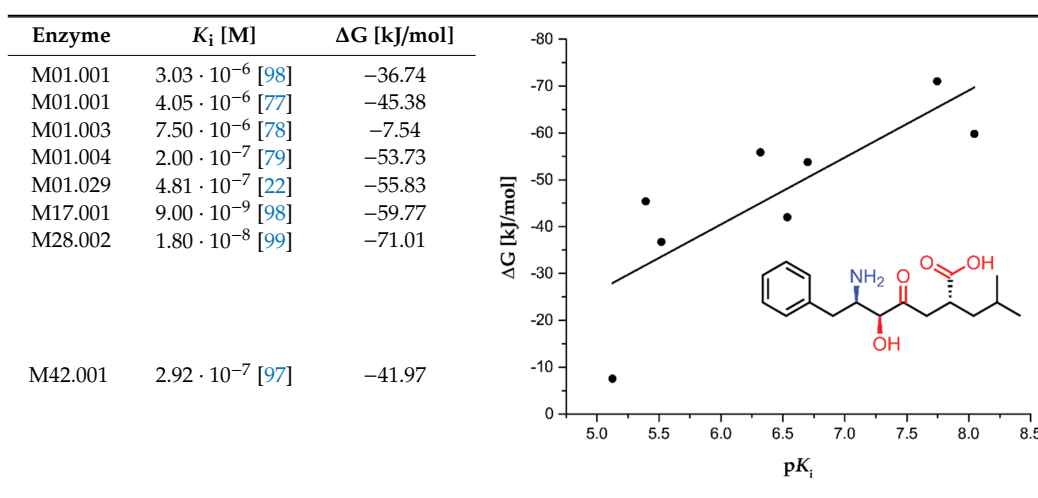 Enzyme Kᵢ [M] ΔG [kJ/mol]
M01.001 3.03 · 10⁻⁶ [98] −36.74
M01.001 4.05 · 10⁻⁶ [77] −45.38
M01.003 7.50 · 10⁻⁶ [78] −7.54
M01.004 2.00 · 10⁻⁷ [79] −53.73
M01.029 4.81 · 10⁻⁷ [22] −55.83
M17.001 9.00 · 10⁻⁹ [98] −59.77
M28.002 1.80 · 10⁻⁸ [99] −71.01
M42.001 2.92 · 10⁻⁷ [97] −41.97
ΔG [kJ/mol]
-80
-70
-60
-50
-40
-30
-20
-10
0
NH₂
O
O
OH
OH
5.0 5.5 6.0 6.5 7.0 7.5 8.0 8.5
pKᵢ